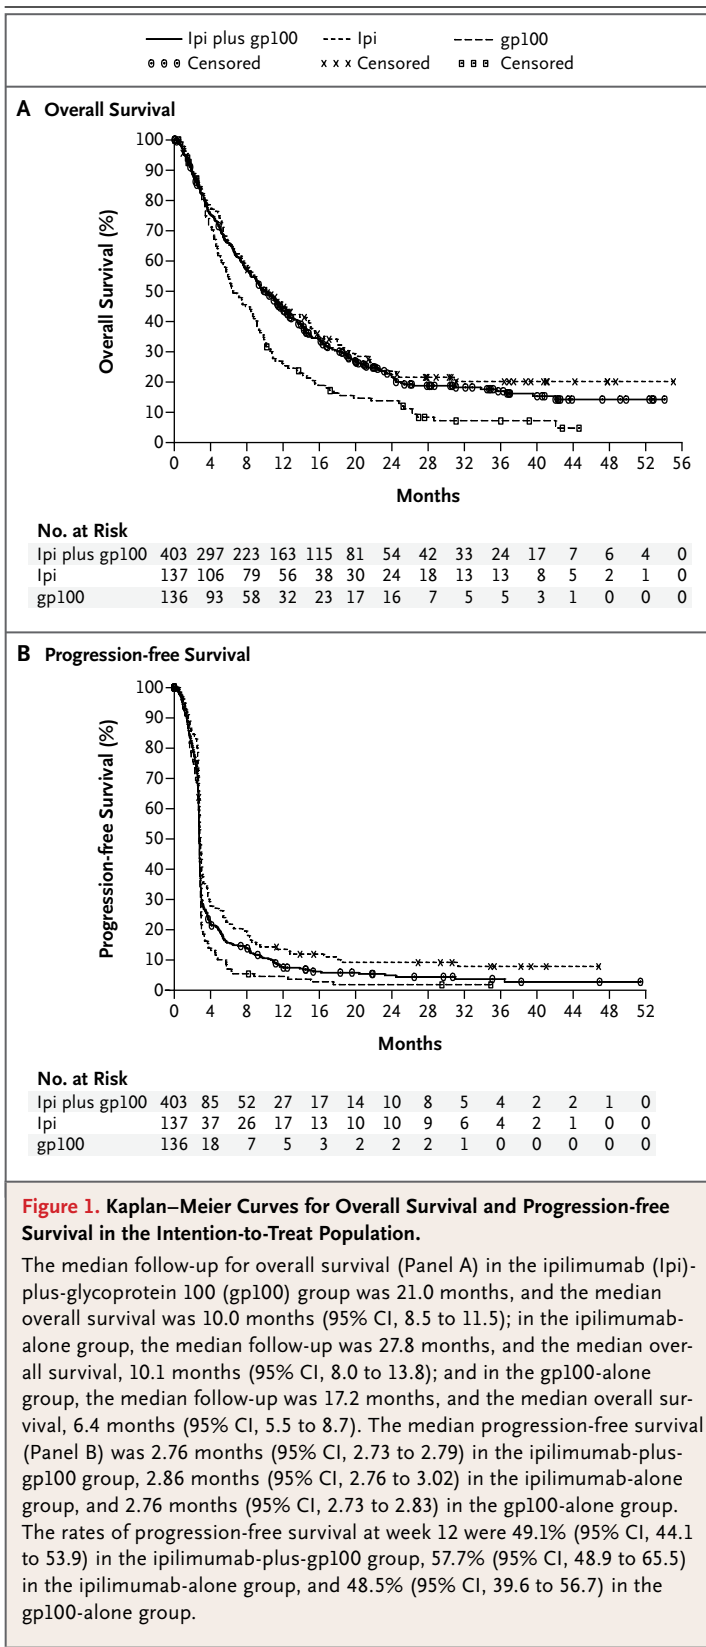 Ipi plus gp100 Ipi gp100
Censored Censored Censored
A Overall Survival
100
90
80
70
60
50
40
30
20
10
0
Overall Survival (%)
0 4 8 12 16 20 24 28 32 36 40 44 48 52 56
Months
No. at Risk
Ipi plus gp100 403 297 223 163 115 81 54 42 33 24 17 7 6 4 0
Ipi 137 106 79 56 38 30 24 18 13 13 8 5 2 1 0
gp100 136 93 58 32 23 17 16 7 5 5 3 1 0 0 0
B Progression-free Survival
100
90
80
70
60
50
40
30
20
10
0
Progression-free Survival (%)
0 4 8 12 16 20 24 28 32 36 40 44 48 52
Months
No. at Risk
Ipi plus gp100 403 85 52 27 17 14 10 8 5 4 2 2 1 0
Ipi 137 37 26 17 13 10 10 9 6 4 2 1 0 0
gp100 136 18 7 5 3 2 2 2 1 0 0 0 0 0
Figure 1. Kaplan–Meier Curves for Overall Survival and Progression-free
Survival in the Intention-to-Treat Population.
The median follow-up for overall survival (Panel A) in the ipilimumab (Ipi)-
plus-glycoprotein 100 (gp100) group was 21.0 months, and the median
overall survival was 10.0 months (95% CI, 8.5 to 11.5); in the ipilimumab-
alone group, the median follow-up was 27.8 months, and the median over-
all survival, 10.1 months (95% CI, 8.0 to 13.8); and in the gp100-alone
group, the median follow-up was 17.2 months, and the median overall sur-
vival, 6.4 months (95% CI, 5.5 to 8.7). The median progression-free survival
(Panel B) was 2.76 months (95% CI, 2.73 to 2.79) in the ipilimumab-plus-
gp100 group, 2.86 months (95% CI, 2.76 to 3.02) in the ipilimumab-alone
group, and 2.76 months (95% CI, 2.73 to 2.83) in the gp100-alone group.
The rates of progression-free survival at week 12 were 49.1% (95% CI, 44.1
to 53.9) in the ipilimumab-plus-gp100 group, 57.7% (95% CI, 48.9 to 65.5)
in the ipilimumab-alone group, and 48.5% (95% CI, 39.6 to 56.7) in the
gp100-alone group.